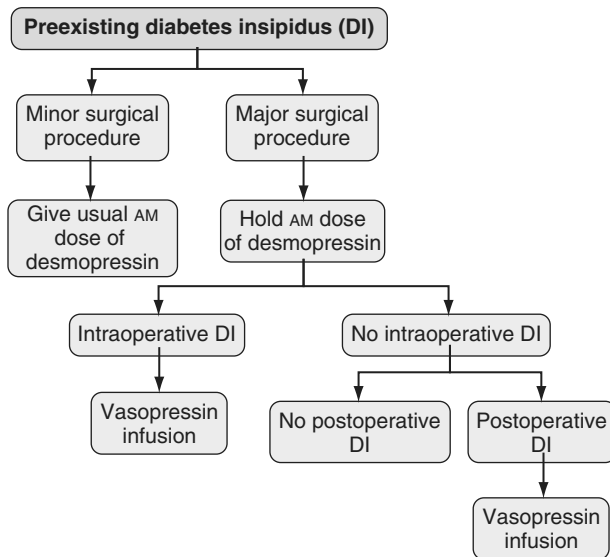 Preexisting diabetes insipidus (DI)
Minor surgical
procedure
Major surgical
procedure
Give usual AM
dose of
desmopressin
Hold AM dose
of desmopressin
Intraoperative DI
No intraoperative DI
Vasopressin
infusion
No postoperative
DI
Postoperative
DI
Vasopressin
infusion